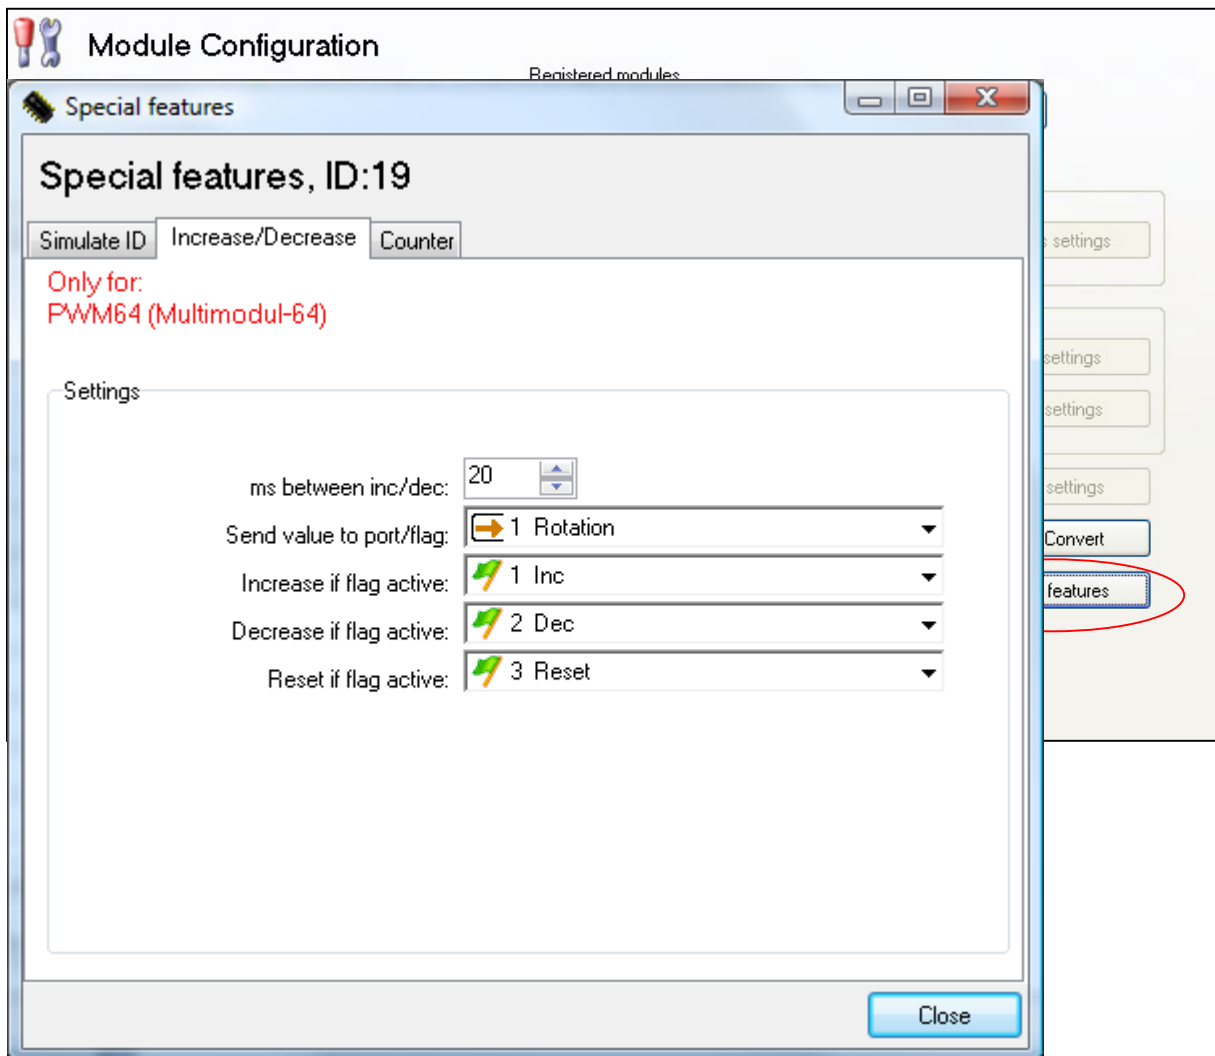 Module Configuration
Registered modules
Special features
Special features, ID:19
Simulate ID Increase/Decrease Counter
Only for:
PWM64 (Multimodul-64)
Settings
ms between inc/dec: 20
Send value to port/flag: 1 Rotation
Increase if flag active: 1 Inc
Decrease if flag active: 2 Dec
Reset if flag active: 3 Reset
Close
settings
settings
settings
settings
Convert
features